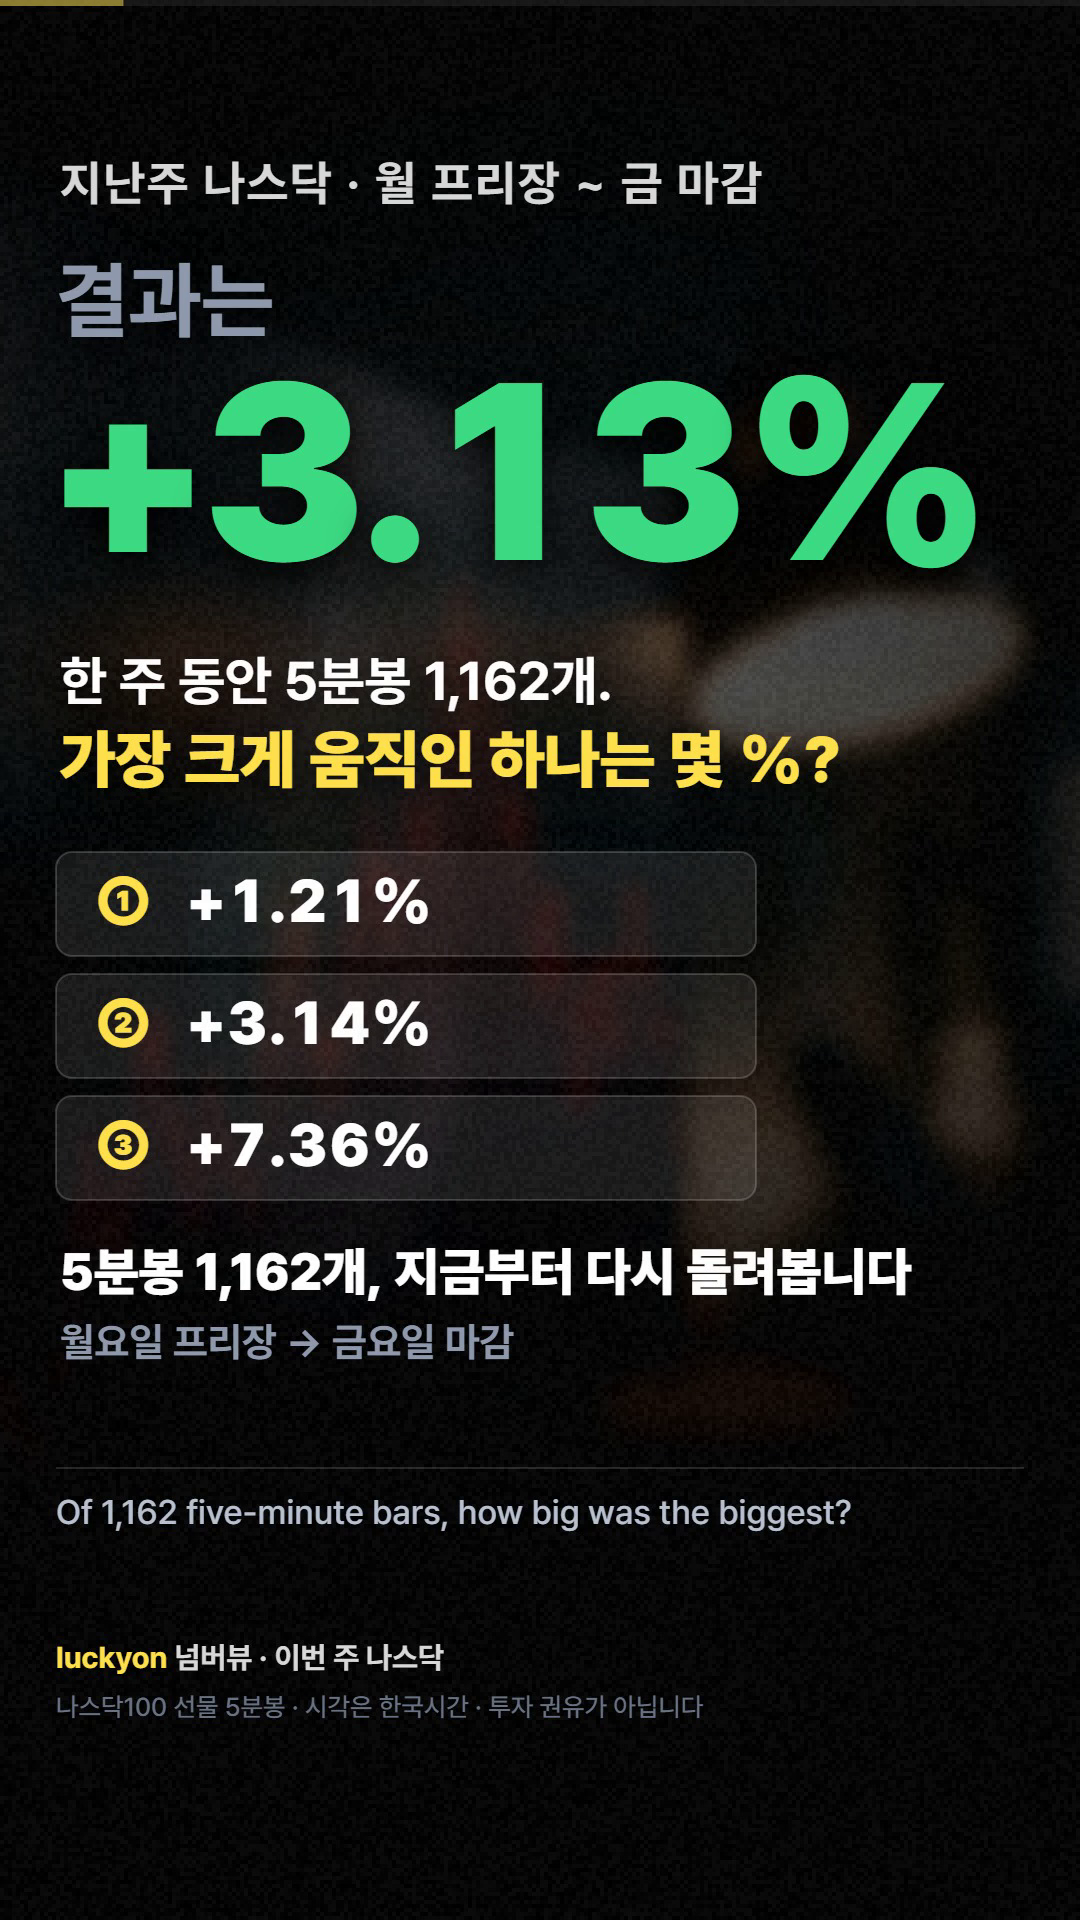 지난주 나스닥 · 월 프리장 ~ 금 마감
결과는
+3.13%
한 주 동안 5분봉 1,162개.
가장 크게 움직인 하나는 몇 %?
① +1.21%
② +3.14%
③ +7.36%
5분봉 1,162개, 지금부터 다시 돌려봅니다
월요일 프리장 → 금요일 마감
Of 1,162 five-minute bars, how big was the biggest?
luckyon 넘버뷰 · 이번 주 나스닥
나스닥100 선물 5분봉 · 시각은 한국시간 · 투자 권유가 아닙니다